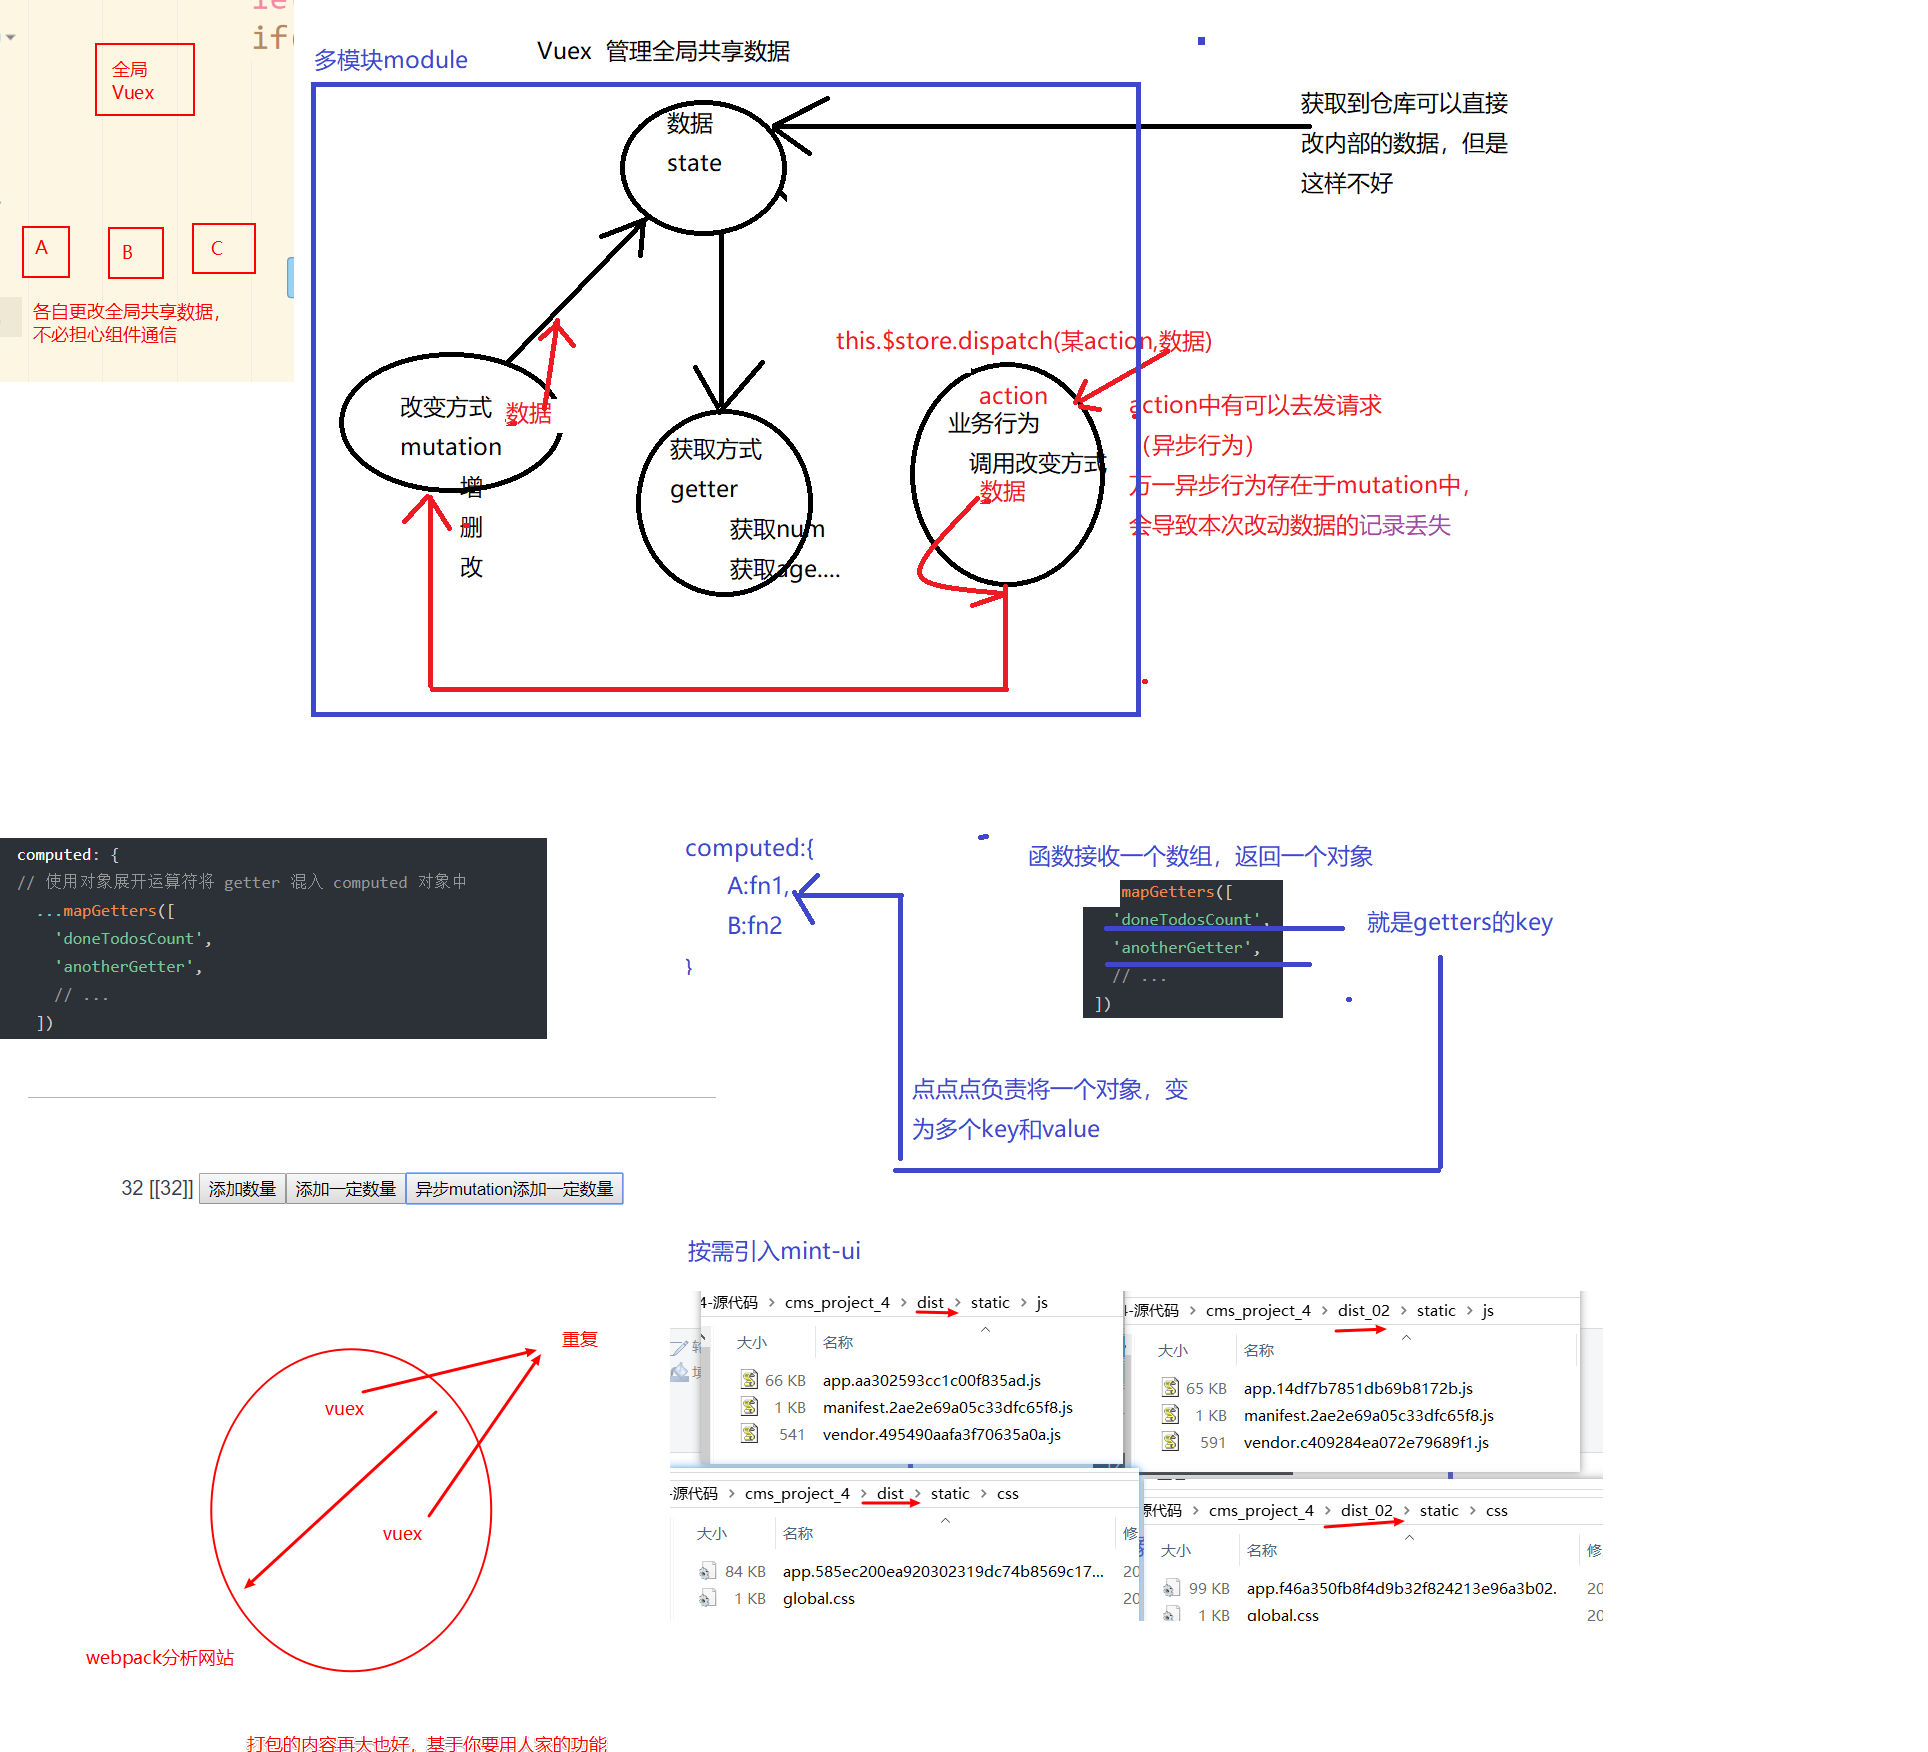 if(
全局
Vuex
A
B
C
各自更改全局共享数据,
不必担心组件通信
多模块module
Vuex 管理全局共享数据
数据
state
获取到仓库可以直接
改内部的数据，但是
这样不好
this.$store.dispatch(某action,数据)
改变方式
mutation
数据
增
删
改
获取方式
getter
获取num
获取age....
action
业务行为
调用改变方式
数据
action中有可以去发请求
（异步行为）
万一异步行为存在于mutation中，
会导致本次改动数据的记录丢失
computed: {
// 使用对象展开运算符将 getter 混入 computed 对象中
...mapGetters([
'doneTodosCount',
'anotherGetter',
// ...
])
computed:{
A:fn1,
B:fn2
}
函数接收一个数组，返回一个对象
mapGetters([
'doneTodosCount',
'anotherGetter',
// ...
])
就是getters的key
点点点负责将一个对象，变
为多个key和value
32 [[32]] 添加数量 添加一定数量 异步mutation添加一定数量
按需引入mint-ui
4-源代码 > cms_project_4 > dist > static > js
大小 名称
66 KB app.aa302593cc1c00f835ad.js
1 KB manifest.2ae2e69a05c33dfc65f8.js
541 vendor.495490aafa3f70635a0a.js
4-源代码 > cms_project_4 > dist_02 > static > js
大小 名称
65 KB app.14df7b7851db69b8172b.js
1 KB manifest.2ae2e69a05c33dfc65f8.js
591 vendor.c409284ea072e79689f1.js
-源代码 > cms_project_4 > dist > static > css
大小 名称 修
84 KB app.585ec200ea920302319dc74b8569c17... 20
1 KB global.css 20
源代码 > cms_project_4 > dist_02 > static > css
大小 名称 修
99 KB app.f46a350fb8f4d9b32f824213e96a3b02. 20
1 KB global.css 20
重复
vuex
vuex
webpack分析网站
打包的内容再大也好，基于你要用人家的功能